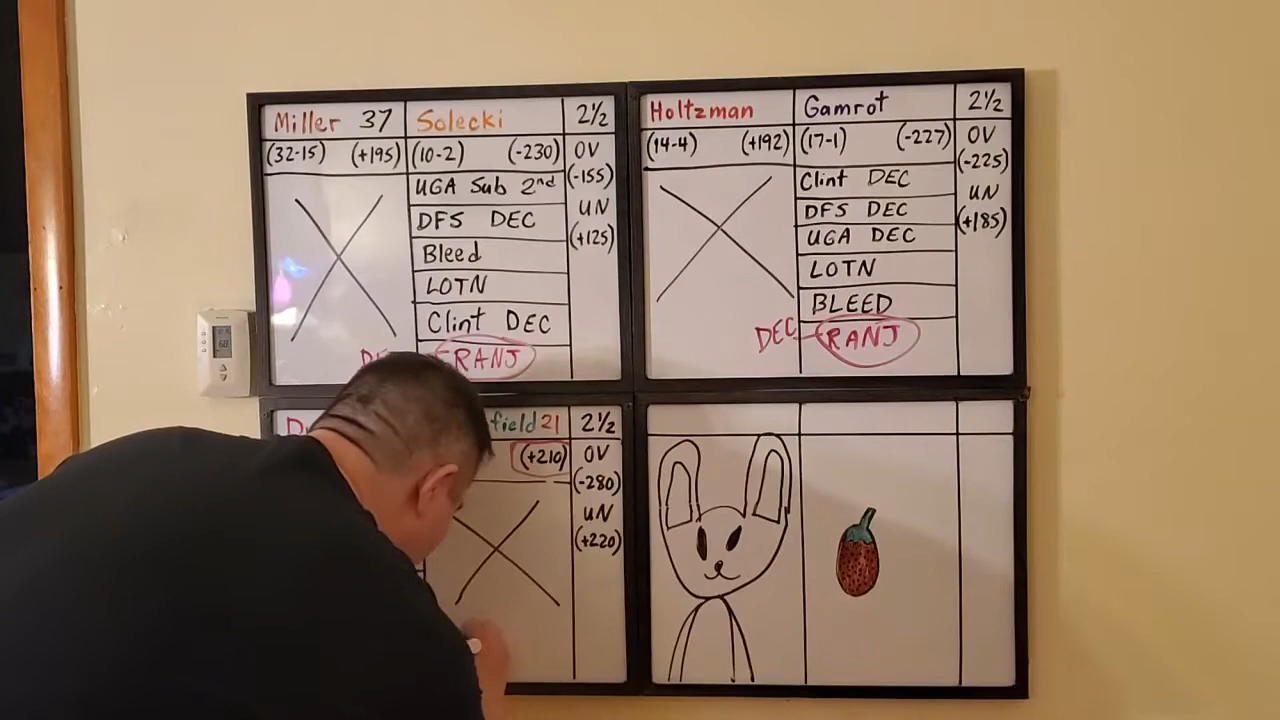 Miller 37 Solecki 2½
(32-15) (+195) (10-2) (-230) OV
UGA Sub 2nd (-155)
DFS DEC UN
Bleed (+125)
LOTN
Clint DEC
RANJ
Holtzman Gamrot 2½
(14-4) (+192) (17-1) (-227) OV
Clint DEC (-225)
DFS DEC UN
UGA DEC (+185)
LOTN
BLEED
DEC RANJ
field 21 2½
(+210) OV
(-280)
UN
(+220)
68